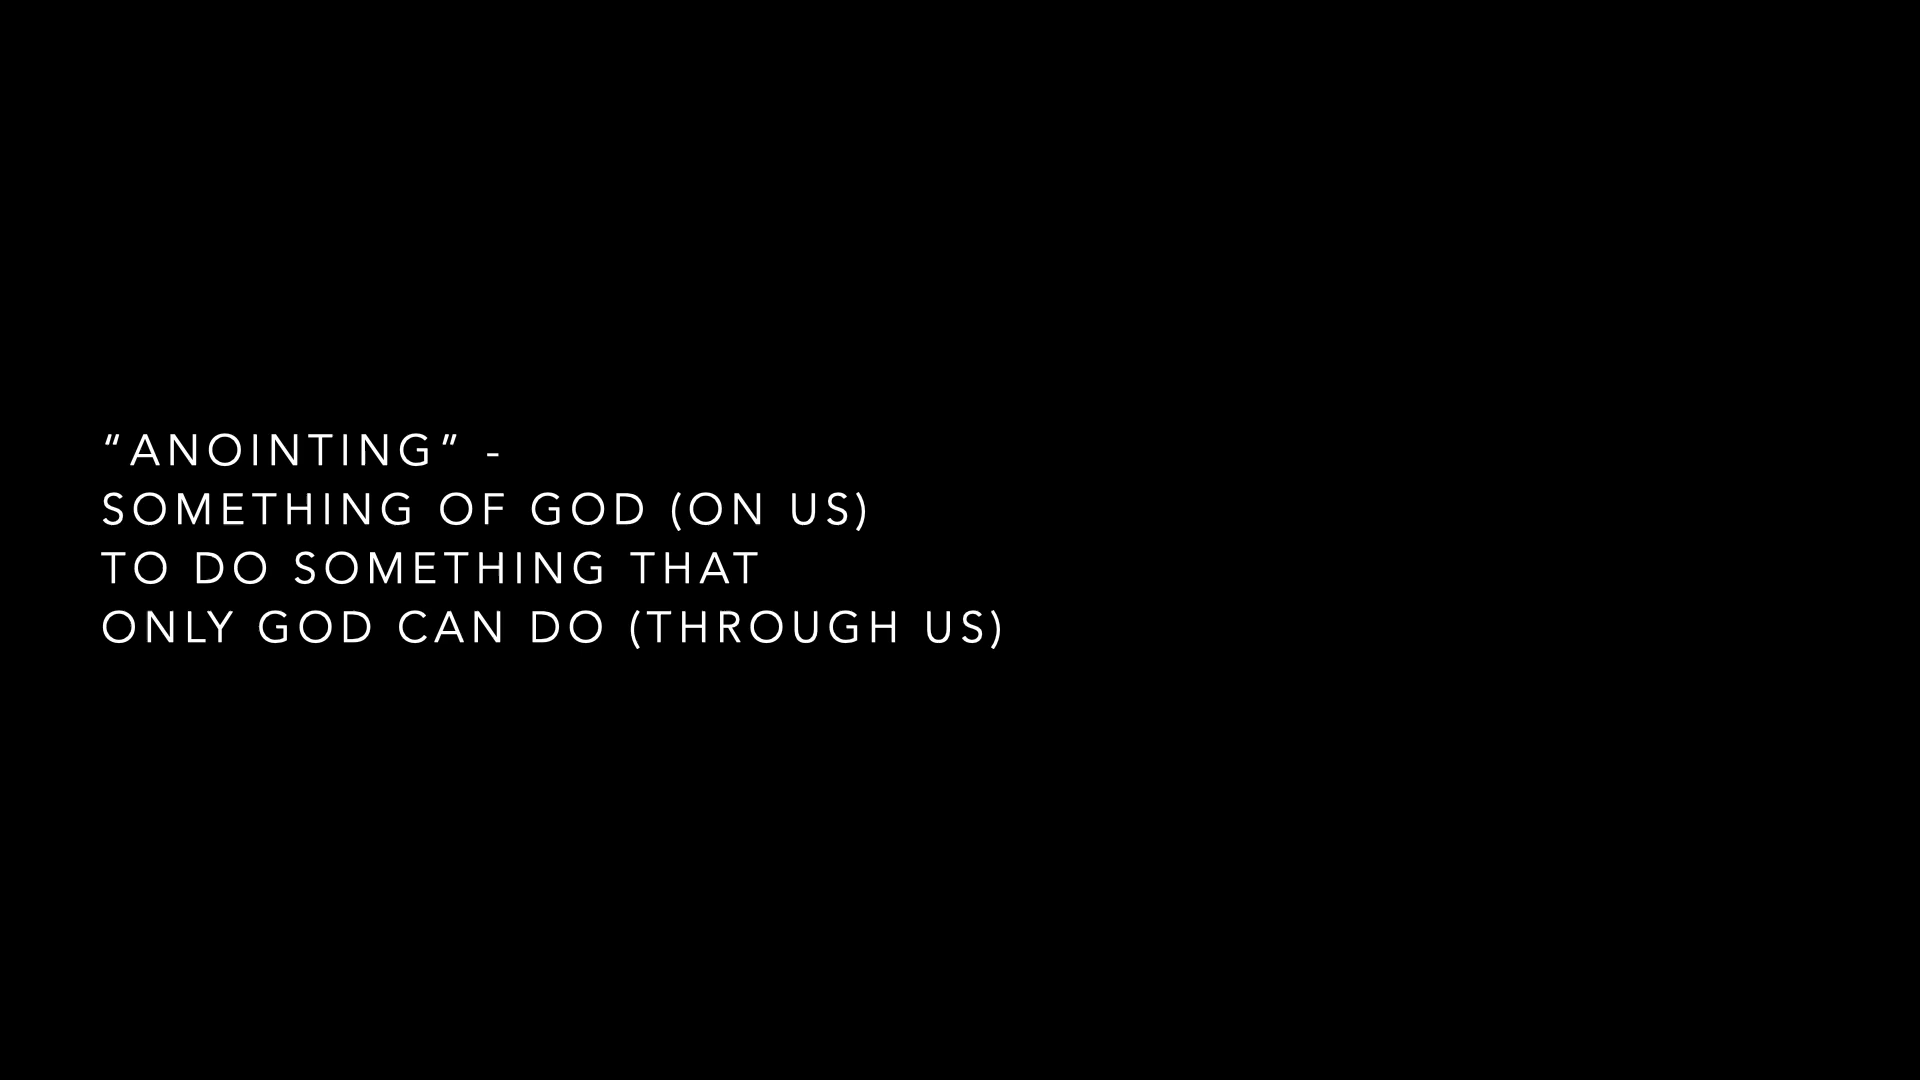 “ANOINTING” -
SOMETHING OF GOD (ON US)
TO DO SOMETHING THAT
ONLY GOD CAN DO (THROUGH US)